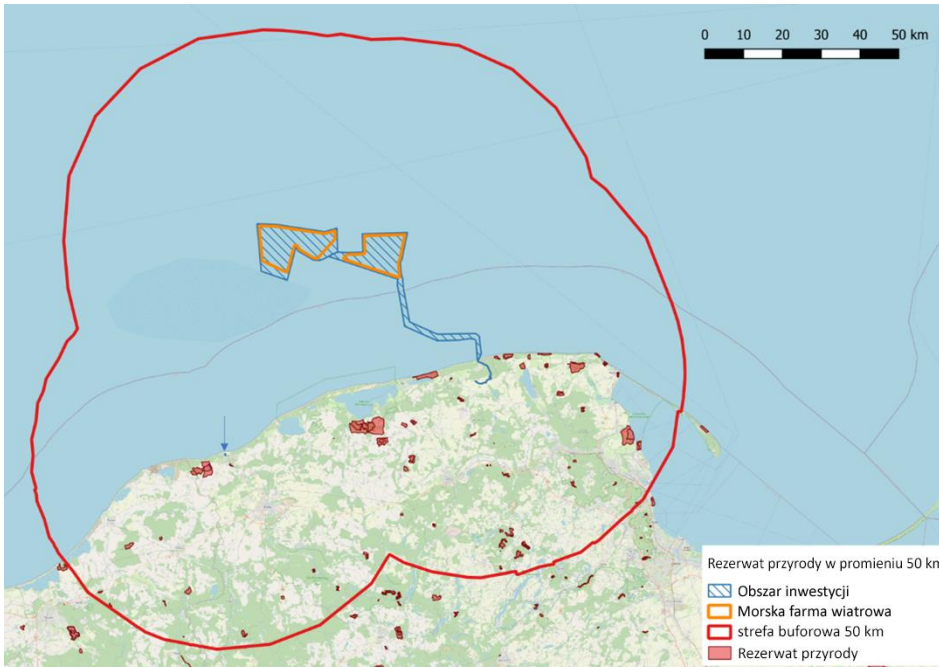 0 10 20 30 40 50 km
Rezerwat przyrody w promieniu 50 km
Obszar inwestycji
Morska farma wiatrowa
strefa buforowa 50 km
Rezerwat przyrody